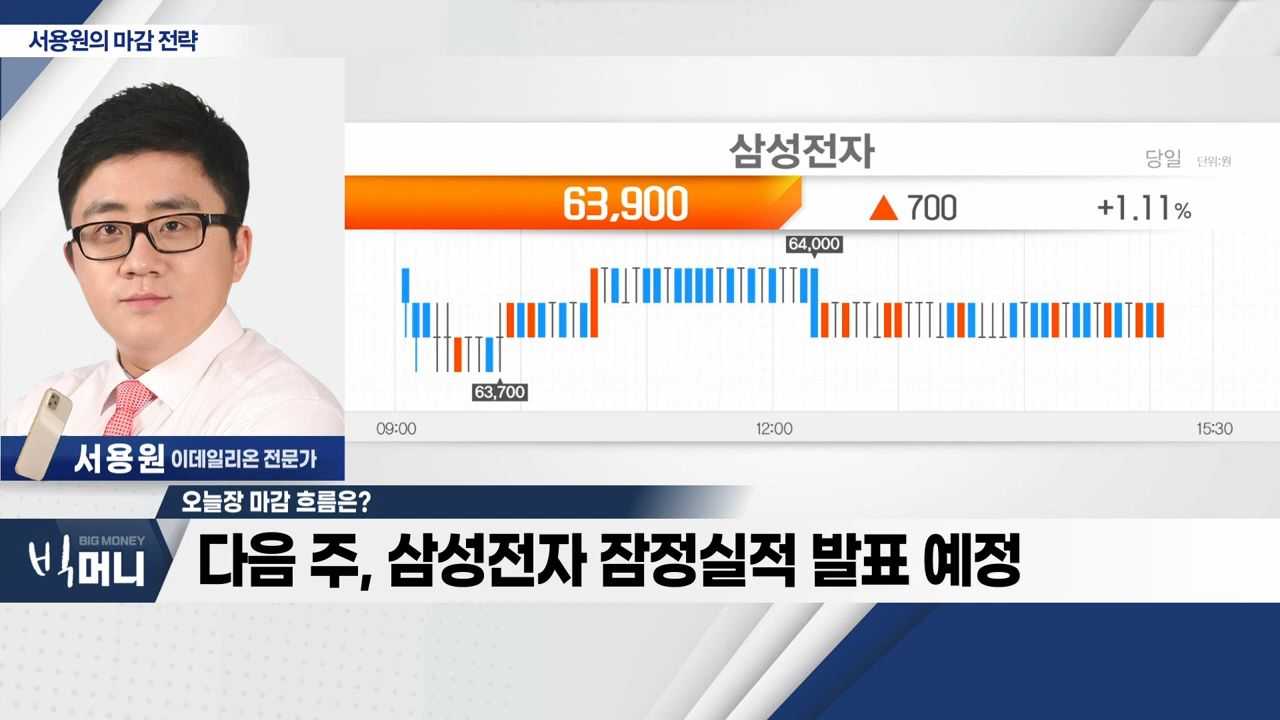 서용원의 마감 전략
삼성전자
당일 단위:원
63,900 ▲ 700 +1.11%
64,000
63,700
09:00 12:00 15:30
서용원 이데일리온 전문가
오늘장 마감 흐름은?
BIG MONEY
빅머니
다음 주, 삼성전자 잠정실적 발표 예정